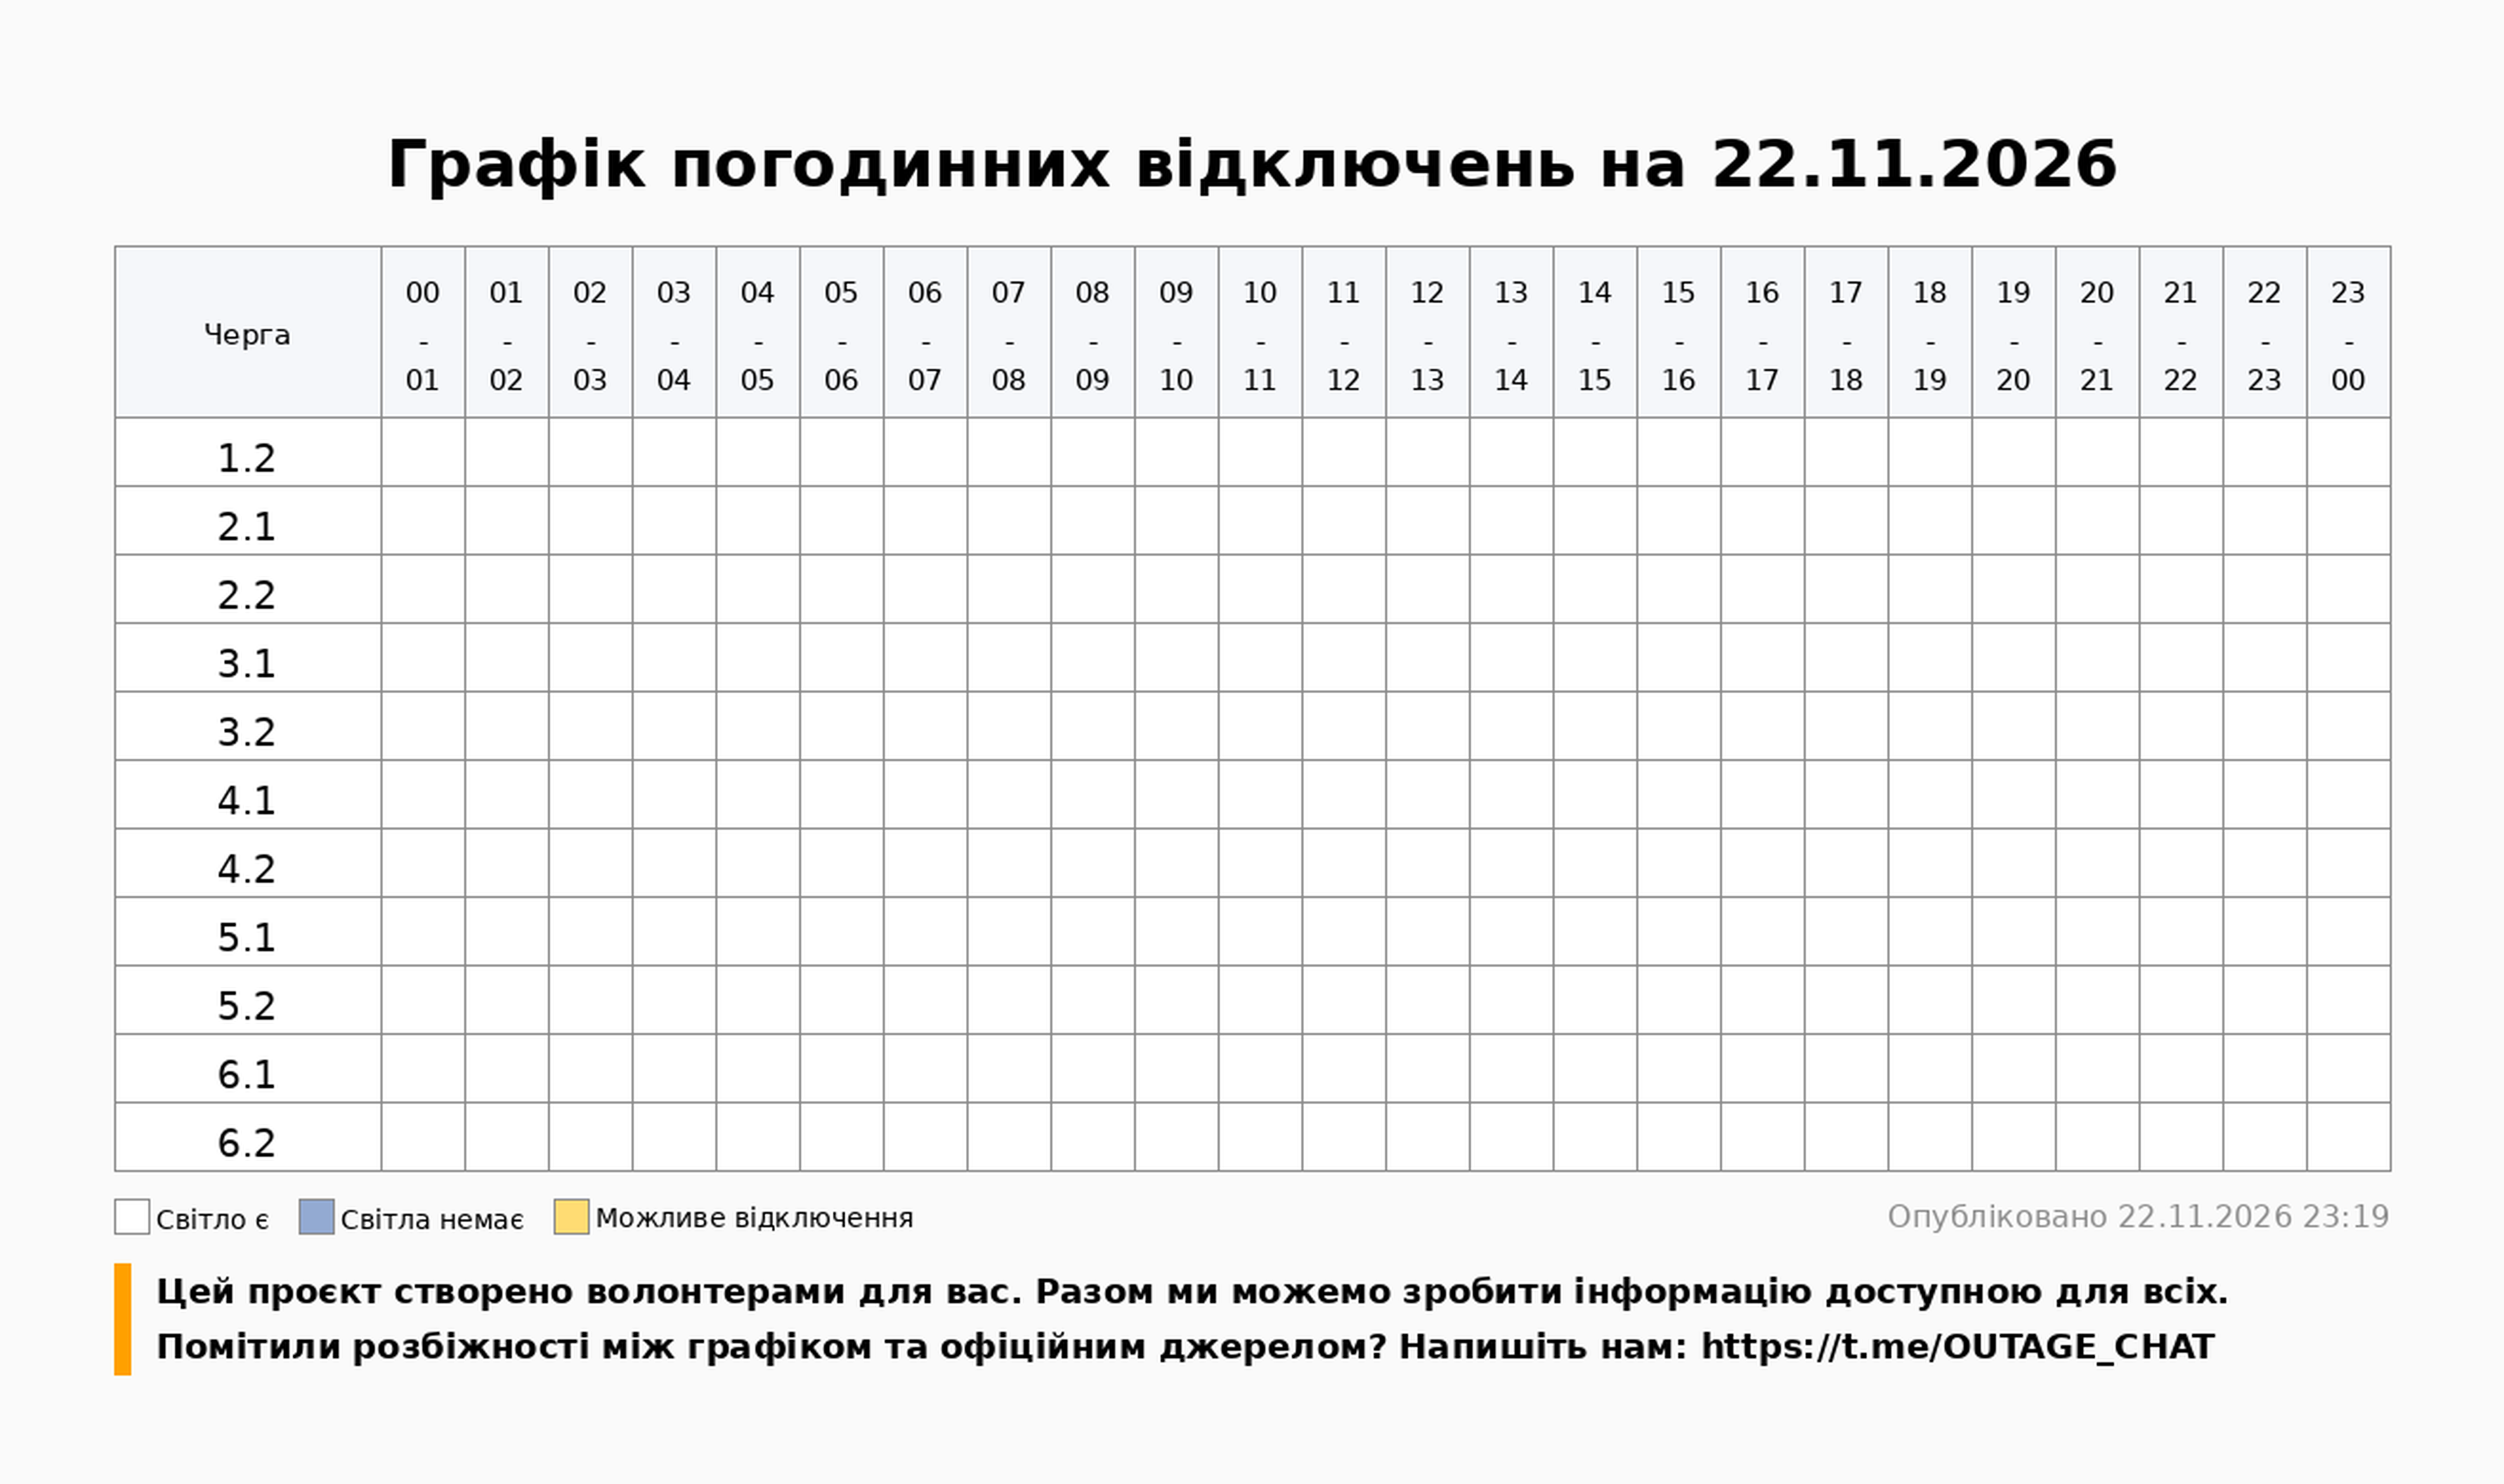 Графік погодинних відключень на 22.11.2026
Черга 00 - 01 01 - 02 02 - 03 03 - 04 04 - 05 05 - 06 06 - 07 07 - 08 08 - 09 09 - 10 10 - 11 11 - 12 12 - 13 13 - 14 14 - 15 15 - 16 16 - 17 17 - 18 18 - 19 19 - 20 20 - 21 21 - 22 22 - 23 23 - 00
1.2
2.1
2.2
3.1
3.2
4.1
4.2
5.1
5.2
6.1
6.2
Світло є Світла немає Можливе відключення Опубліковано 22.11.2026 23:19
Цей проєкт створено волонтерами для вас. Разом ми можемо зробити інформацію доступною для всіх.
Помітили розбіжності між графіком та офіційним джерелом? Напишіть нам: https://t.me/OUTAGE_CHAT